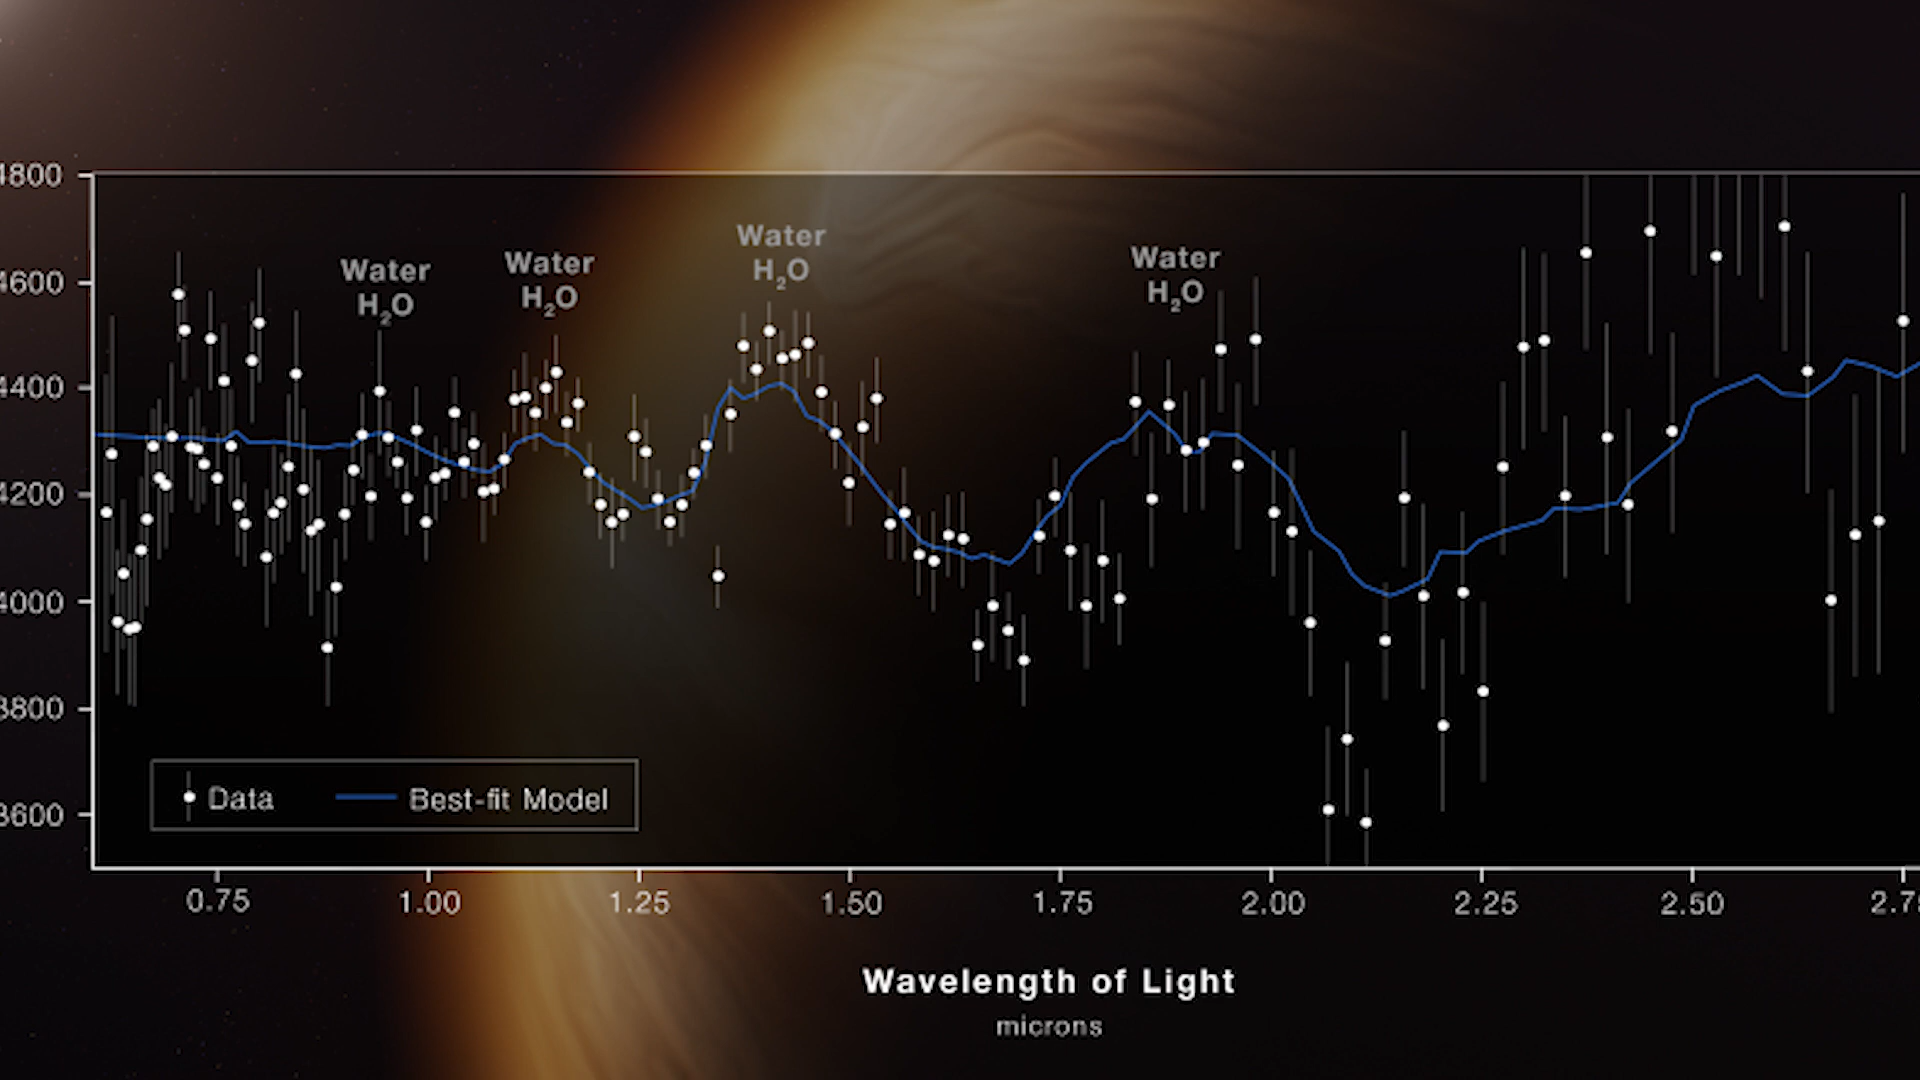 4800
Water
H₂O
Water
H₂O
Water
H₂O
Water
H₂O
4600
4400
4200
4000
3800
3600
Data
Best-fit Model
0.75 1.00 1.25 1.50 1.75 2.00 2.25 2.50
Wavelength of Light
microns